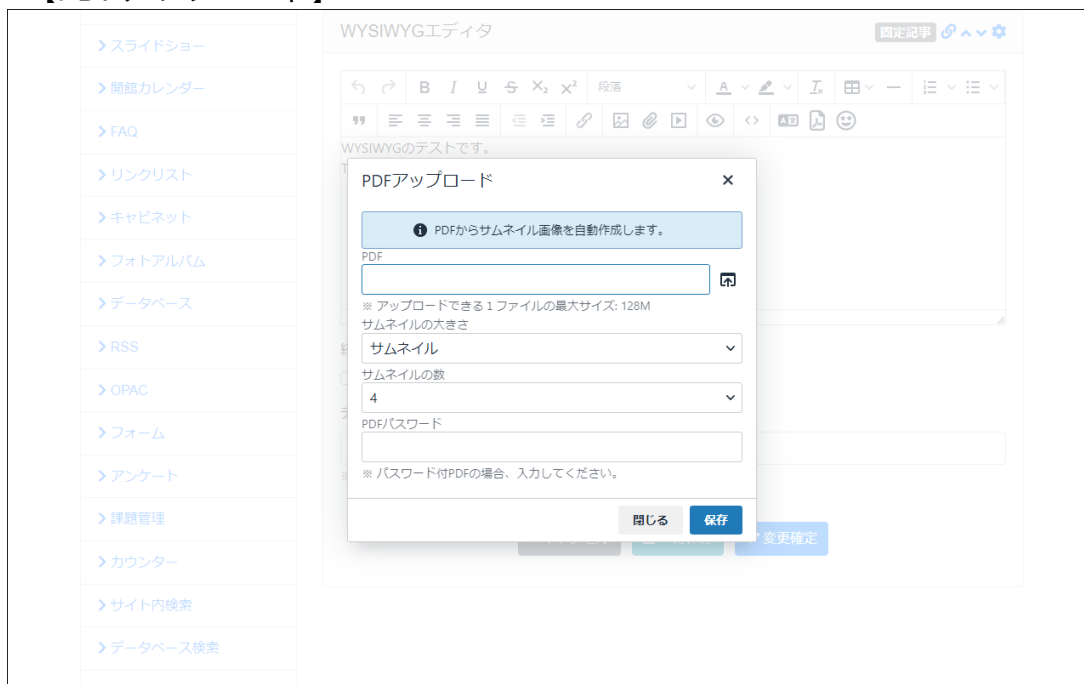 スライドショー
開館カレンダー
FAQ
リンクリスト
キャビネット
フォトアルバム
データベース
RSS
OPAC
フォーム
アンケート
課題管理
カウンター
サイト内検索
データベース検索
WYSIWYGエディタ
固定記事
段落
WYSIWYGのテストです。
PDFアップロード
PDFからサムネイル画像を自動作成します。
PDF
※ アップロードできる1ファイルの最大サイズ: 128M
サムネイルの大きさ
サムネイル
サムネイルの数
4
PDFパスワード
※ パスワード付PDFの場合、入力してください。
閉じる 保存
変更確定